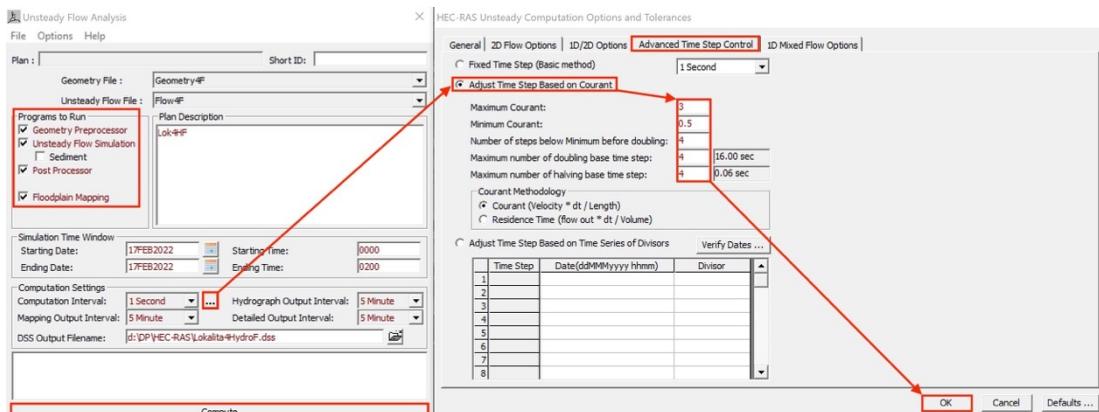 Unsteady Flow Analysis
File Options Help
Plan : Short ID:
Geometry File : Geometry4F
Unsteady Flow File : Flow4F
Programs to Run
Geometry Preprocessor
Unsteady Flow Simulation
Sediment
Post Processor
Floodplain Mapping
Plan Description
Lok4HF
Simulation Time Window
Starting Date: 17FEB2022 Starting Time: 0000
Ending Date: 17FEB2022 Ending Time: 0200
Computation Settings
Computation Interval: 1 Second ... Hydrograph Output Interval: 5 Minute
Mapping Output Interval: 5 Minute Detailed Output Interval: 5 Minute
DSS Output Filename: d:\DP\HEC-RAS\Lokalita4HydroF.dss
Compute
HEC-RAS Unsteady Computation Options and Tolerances
General 2D Flow Options 1D/2D Options Advanced Time Step Control 1D Mixed Flow Options
Fixed Time Step (Basic method) 1 Second
Adjust Time Step Based on Courant
Maximum Courant: 3
Minimum Courant: 0.5
Number of steps below Minimum before doubling: 4
Maximum number of doubling base time step: 4 16.00 sec
Maximum number of halving base time step: 4 0.06 sec
Courant Methodology
Courant (Velocity * dt / Length)
Residence Time (flow out * dt / Volume)
Adjust Time Step Based on Time Series of Divisors Verify Dates ...
Time Step Date(ddMMMyyyy hhmm) Divisor
1
2
3
4
5
6
7
8
OK Cancel Defaults ...